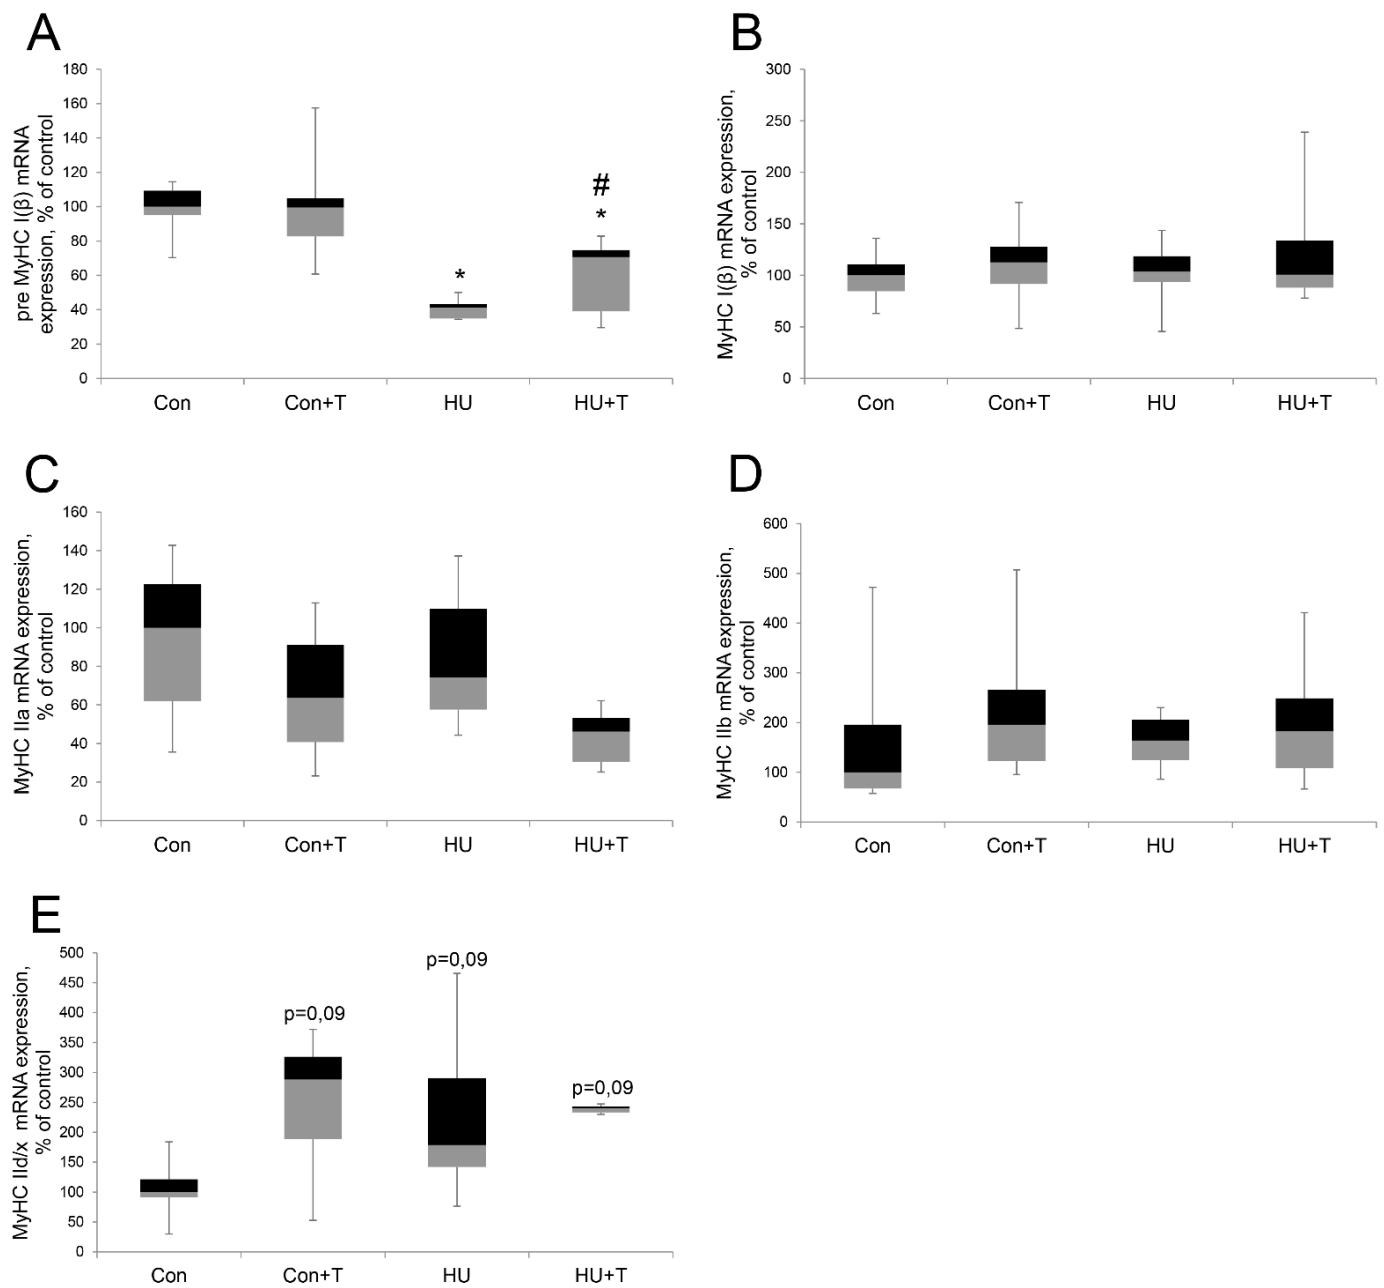 A
pre MyHC I(β) mRNA
expression, % of control
180
160
140
120
100
80
60
40
20
0
*
#
*
Con
Con+T
HU
HU+T
B
MyHC I(β) mRNA expression,
% of control
300
250
200
150
100
50
0
Con
Con+T
HU
HU+T
C
MyHC IIa mRNA expression,
% of control
160
140
120
100
80
60
40
20
0
Con
Con+T
HU
HU+T
D
MyHC IIb mRNA expression,
% of control
600
500
400
300
200
100
0
Con
Con+T
HU
HU+T
E
MyHC IId/x mRNA expression,
% of control
500
450
400
350
300
250
200
150
100
50
0
p=0,09
p=0,09
p=0,09
Con
Con+T
HU
HU+T